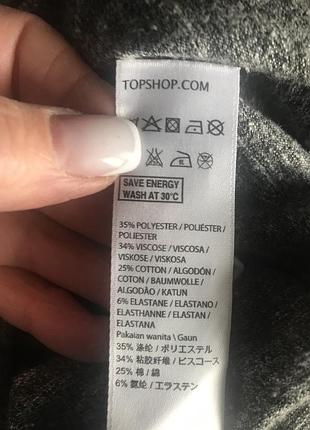 TOPSHOP.COM
SAVE ENERGY
WASH AT 30°C
35% POLYESTER / POLIÉSTER /
POLIESTER
34% VISCOSE / VISCOSA /
VISKOSE / VISKOSA
25% COTTON / ALGODÓN /
COTON / BAUMWOLLE /
ALGODÃO / KATUN
6% ELASTANE / ELASTANO /
ELASTHANNE / ELASTAN /
ELASTANA
Pakaian wanita \ Gaun
35% 涤纶 / ポリエステル
34% 粘胶纤维 / ビスコース
25% 棉 / 綿
6% 氨纶 / エラステン